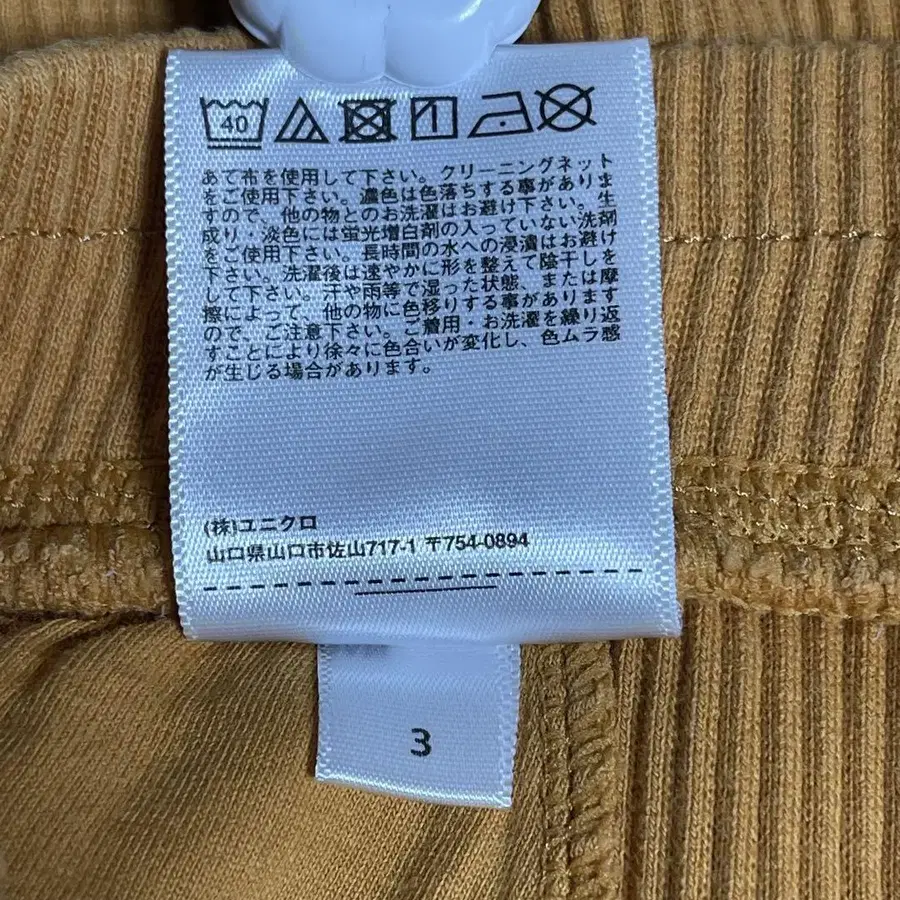 40
あて布を使用して下さい。クリーニングネット
をご使用下さい。濃色は色落ちする事がありま
すので、他の物とのお洗濯はお避け下さい。生
成り・淡色には蛍光増白剤の入っていない洗剤
をご使用下さい。長時間の水への浸漬はお避け
下さい。洗濯後は速やかに形を整えて陰干しを
して下さい。汗や雨等で湿った状態、または摩
擦によって、他の物に色移りする事があります
ので、ご注意下さい。ご着用・お洗濯を繰り返
すことにより徐々に色合いが変化し、色ムラ感
が生じる場合があります。
(株)ユニクロ
山口県山口市佐山717-1 〒754-0894
3